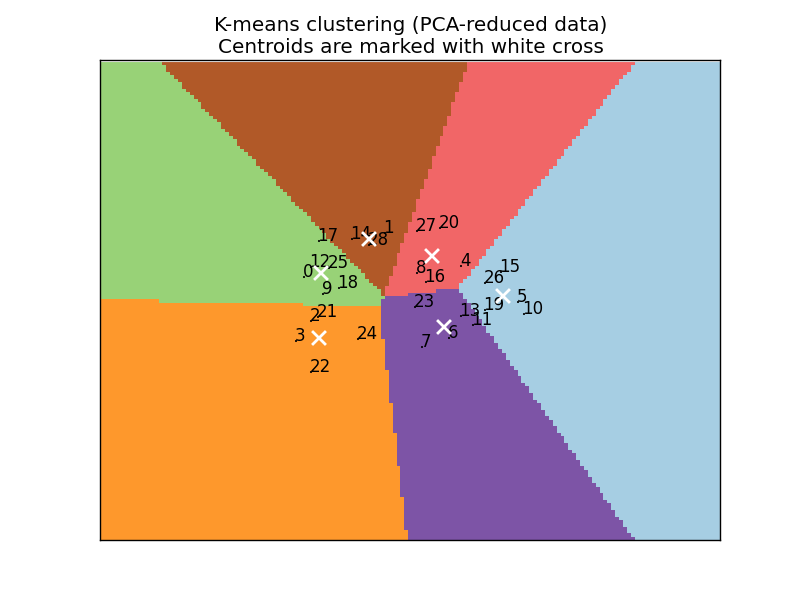 K-means clustering (PCA-reduced data)
Centroids are marked with white cross
27 20
1
17 14 28
12 25 8 4 15
0 16 26
9 18
23 19 5
2 21 13 11 10
3 24 7 6
22